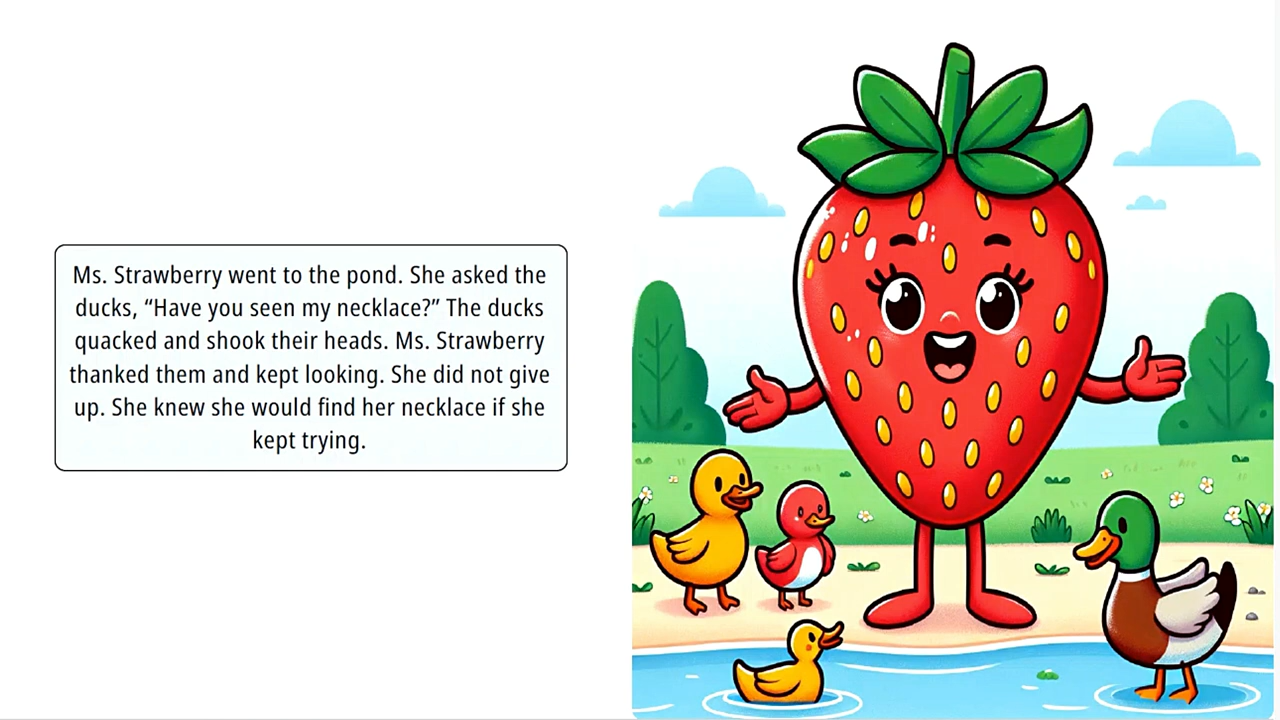 Ms. Strawberry went to the pond. She asked the
ducks, “Have you seen my necklace?” The ducks
quacked and shook their heads. Ms. Strawberry
thanked them and kept looking. She did not give
up. She knew she would find her necklace if she
kept trying.